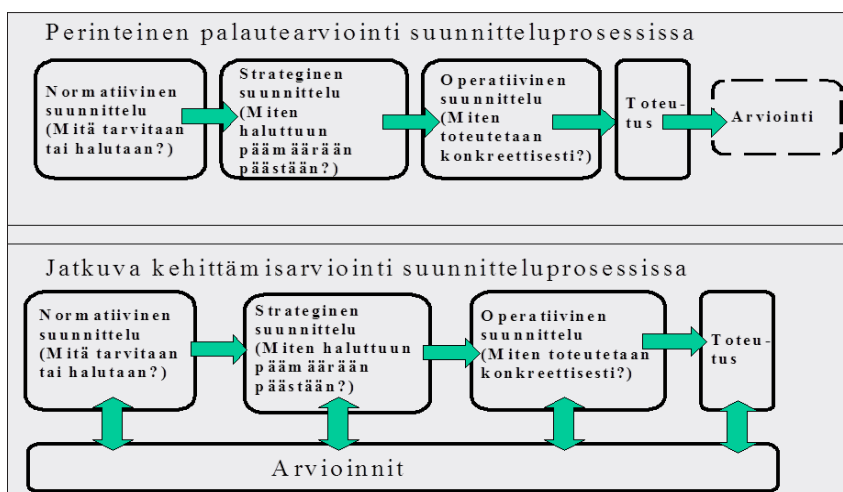 Perinteinen palautearviointi suunnitteluprosessissa
Normatiivinen
suunnittelu
(Mitä tarvitaan
tai halutaan?)
Strateginen
suunnittelu
(Miten
haluttuun
päämäärään
päästään?)
Operatiivinen
suunnittelu
(Miten
toteutetaan
konkreettisesti?)
Toteu-
tus
Arviointi
Jatkuva kehittämisarviointi suunnitteluprosessissa
Normatiivinen
suunnittelu
(Mitä tarvitaan
tai halutaan?)
Strateginen
suunnittelu
(Miten haluttuun
päämäärään
päästään?)
Operatiivinen
suunnittelu
(Miten toteutetaan
konkreettisesti?)
Toteu-
tus
Arvioinnit